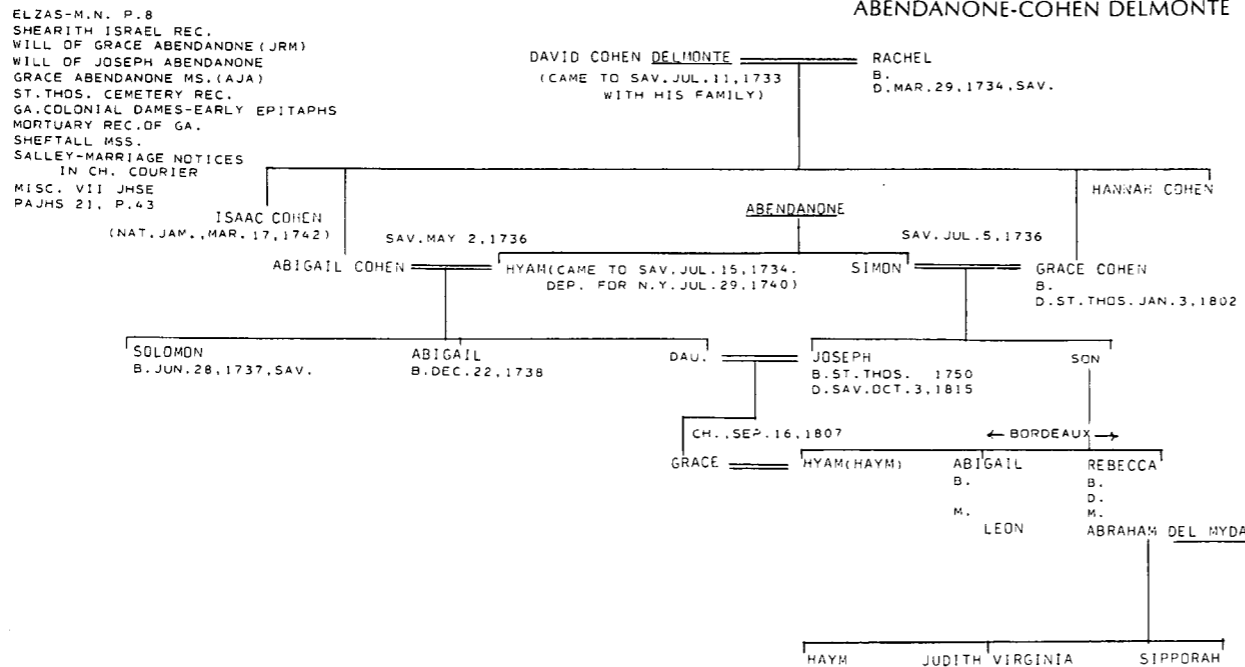 ABENDANONE-COHEN DELMONTE
ELZAS-M.N. P.8
SHEARITH ISRAEL REC.
WILL OF GRACE ABENDANONE(JRM)
WILL OF JOSEPH ABENDANONE
GRACE ABENDANONE MS.(AJA)
ST.THOS. CEMETERY REC.
GA.COLONIAL DAMES-EARLY EPITAPHS
MORTUARY REC.OF GA.
SHEFTALL MSS.
SALLEY-MARRIAGE NOTICES
IN CH. COURIER
MISC. VII JHSE
PAJHS 21, P.43
DAVID COHEN DELMONTE
(CAME TO SAV.JUL.11,1733
WITH HIS FAMILY)
RACHEL
B.
D.MAR.29,1734,SAV.
ISAAC COHEN
(NAT.JAM.,MAR.17,1742)
HANNAH COHEN
ABENDANONE
SAV.MAY 2,1736
SAV.JUL.5,1736
ABIGAIL COHEN
HYAM(CAME TO SAV.JUL.15,1734.
DEP. FOR N.Y.JUL.29,1740)
SIMON
GRACE COHEN
B.
D.ST.THOS.JAN.3,1802
SOLOMON
B.JUN.28,1737,SAV.
ABIGAIL
B.DEC.22,1738
DAU.
JOSEPH
B.ST.THOS. 1750
D.SAV.OCT.3,1815
SON
CH.,SEP.16,1807
← BORDEAUX →
GRACE
HYAM(HAYM)
ABIGAIL
B.
M.
LEON
REBECCA
B.
D.
M.
ABRAHAM DEL MYDA
HAYM
JUDITH VIRGINIA
SIPPORAH